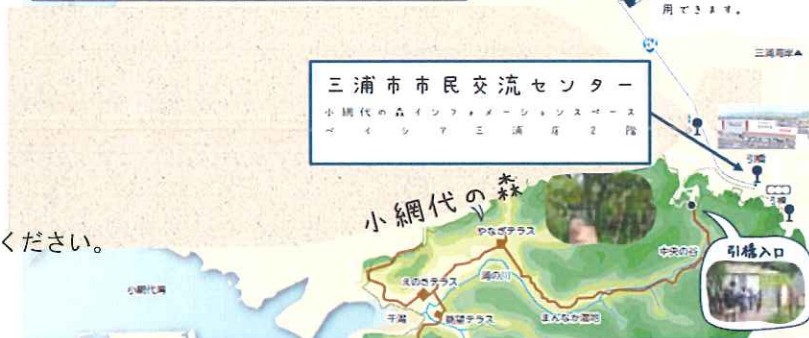 用できます。
三浦海岸▲
三浦市市民交流センター
小網代の森インフォメーションスペース
ベイシア三浦店2階
引橋
小網代の森
ください。
やなぎテラス
中央の谷
引橋入口
小網代湾
えのきテラス
浦の川
干潟
眺望テラス
まんなか湿地